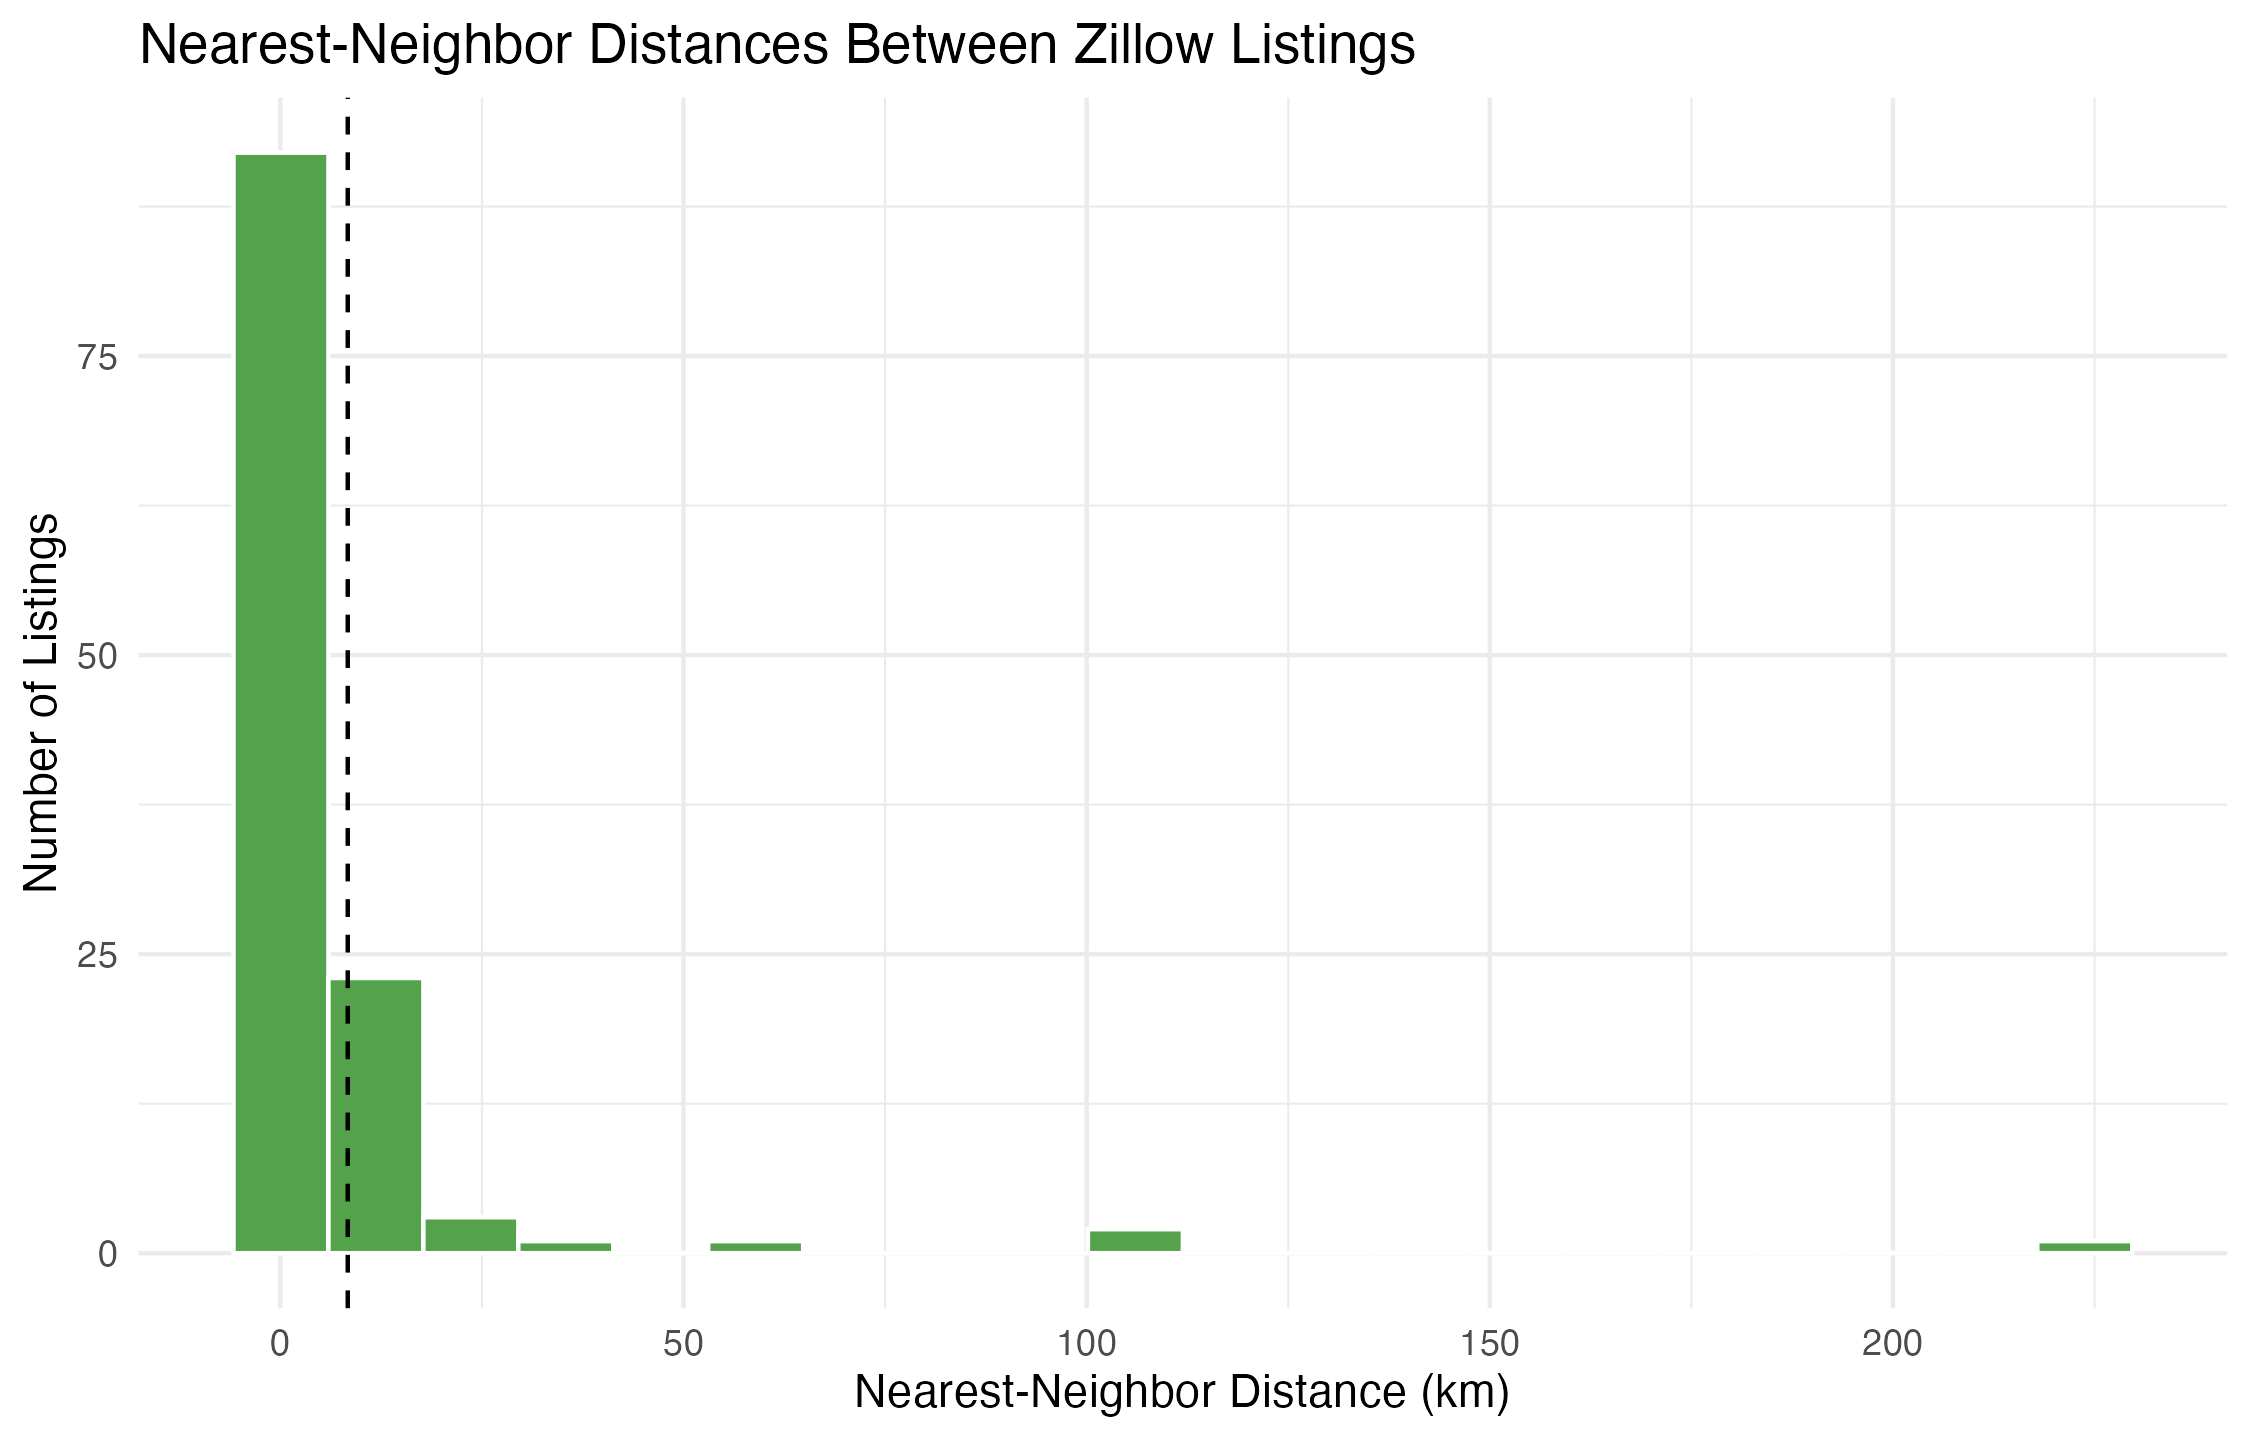 Nearest-Neighbor Distances Between Zillow Listings
Number of Listings
75
50
25
0
0 50 100 150 200
Nearest-Neighbor Distance (km)